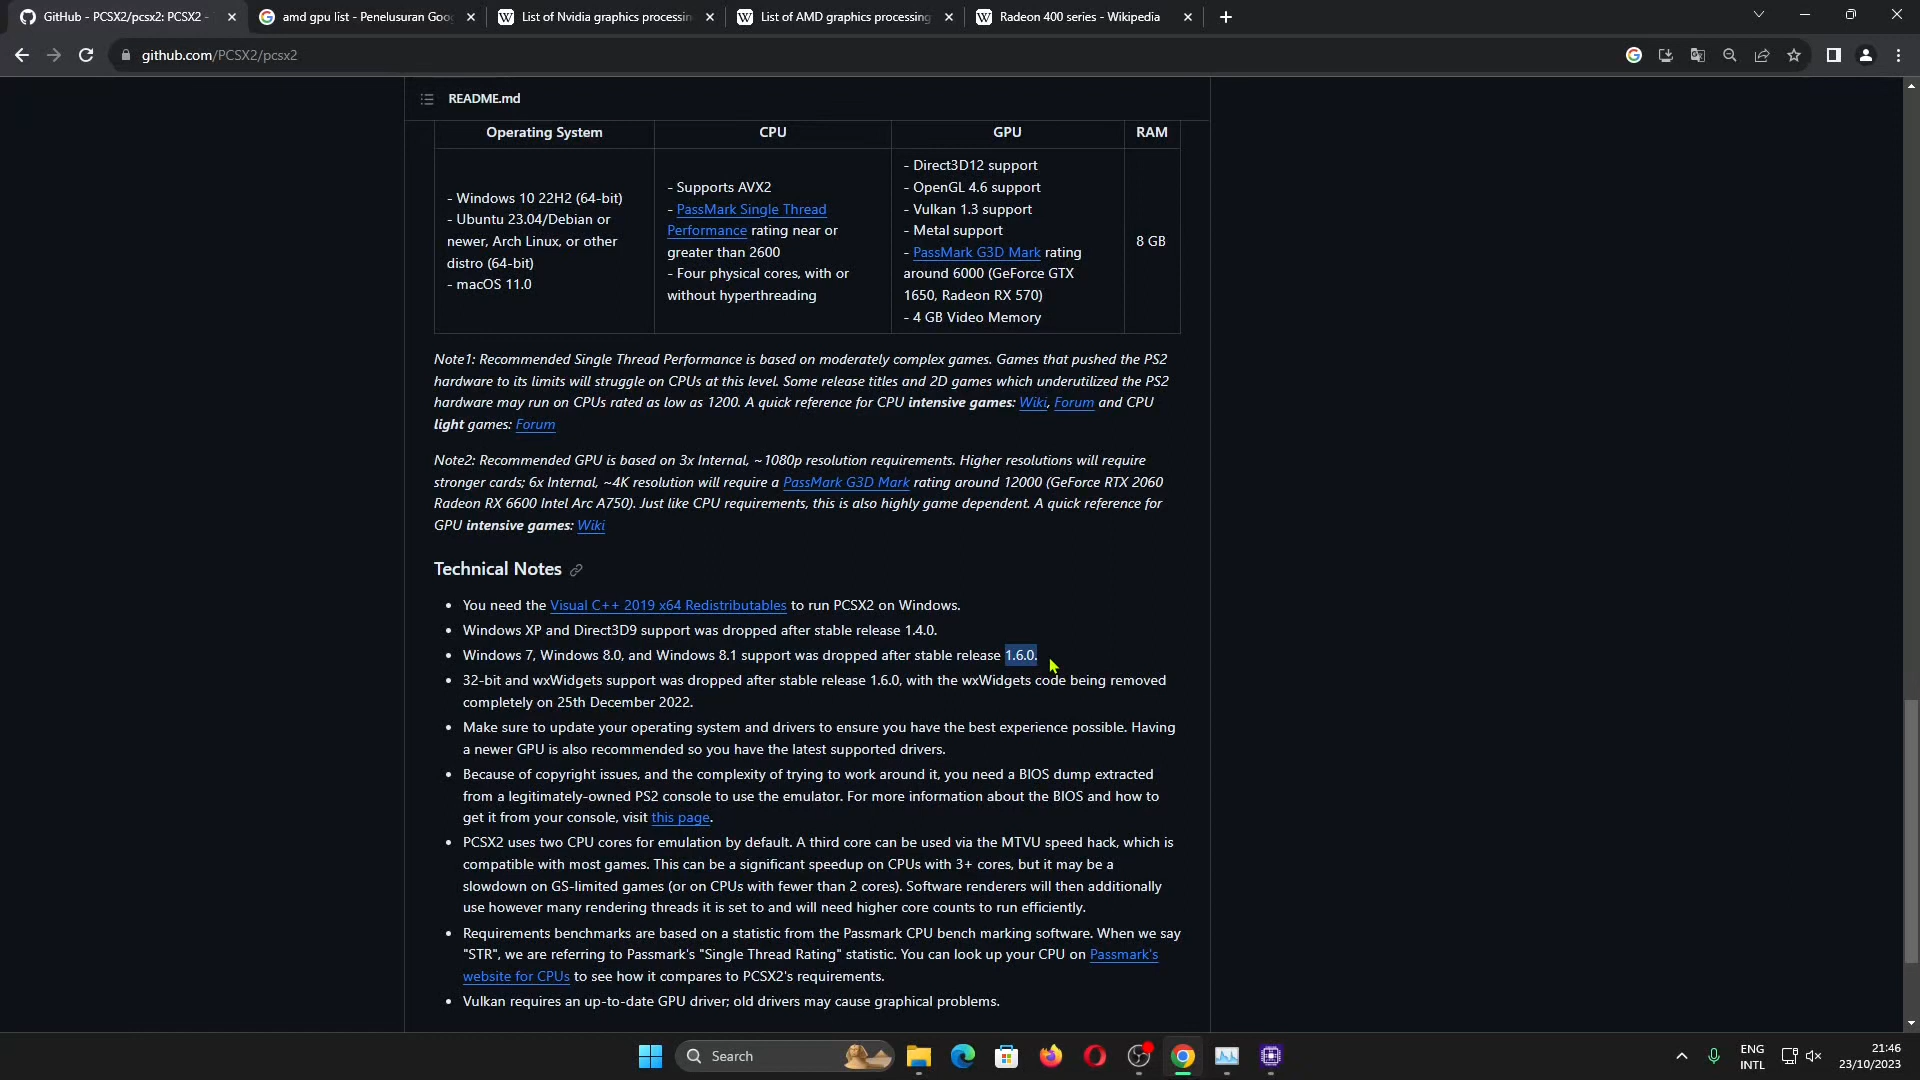 GitHub - PCSX2/pcsx2: PCSX2 -
amd gpu list - Penelusuran Goo
List of Nvidia graphics processin
List of AMD graphics processing
Radeon 400 series - Wikipedia
github.com/PCSX2/pcsx2
README.md
Operating System CPU GPU RAM
- Windows 10 22H2 (64-bit)
- Ubuntu 23.04/Debian or
newer, Arch Linux, or other
distro (64-bit)
- macOS 11.0
- Supports AVX2
- PassMark Single Thread
Performance rating near or
greater than 2600
- Four physical cores, with or
without hyperthreading
- Direct3D12 support
- OpenGL 4.6 support
- Vulkan 1.3 support
- Metal support
- PassMark G3D Mark rating
around 6000 (GeForce GTX
1650, Radeon RX 570)
- 4 GB Video Memory
8 GB
Note1: Recommended Single Thread Performance is based on moderately complex games. Games that pushed the PS2
hardware to its limits will struggle on CPUs at this level. Some release titles and 2D games which underutilized the PS2
hardware may run on CPUs rated as low as 1200. A quick reference for CPU intensive games: Wiki, Forum and CPU
light games: Forum
Note2: Recommended GPU is based on 3x Internal, ~1080p resolution requirements. Higher resolutions will require
stronger cards; 6x Internal, ~4K resolution will require a PassMark G3D Mark rating around 12000 (GeForce RTX 2060
Radeon RX 6600 Intel Arc A750). Just like CPU requirements, this is also highly game dependent. A quick reference for
GPU intensive games: Wiki
Technical Notes
• You need the Visual C++ 2019 x64 Redistributables to run PCSX2 on Windows.
• Windows XP and Direct3D9 support was dropped after stable release 1.4.0.
• Windows 7, Windows 8.0, and Windows 8.1 support was dropped after stable release 1.6.0.
• 32-bit and wxWidgets support was dropped after stable release 1.6.0, with the wxWidgets code being removed
completely on 25th December 2022.
• Make sure to update your operating system and drivers to ensure you have the best experience possible. Having
a newer GPU is also recommended so you have the latest supported drivers.
• Because of copyright issues, and the complexity of trying to work around it, you need a BIOS dump extracted
from a legitimately-owned PS2 console to use the emulator. For more information about the BIOS and how to
get it from your console, visit this page.
• PCSX2 uses two CPU cores for emulation by default. A third core can be used via the MTVU speed hack, which is
compatible with most games. This can be a significant speedup on CPUs with 3+ cores, but it may be a
slowdown on GS-limited games (or on CPUs with fewer than 2 cores). Software renderers will then additionally
use however many rendering threads it is set to and will need higher core counts to run efficiently.
• Requirements benchmarks are based on a statistic from the Passmark CPU bench marking software. When we say
"STR", we are referring to Passmark's "Single Thread Rating" statistic. You can look up your CPU on Passmark's
website for CPUs to see how it compares to PCSX2's requirements.
• Vulkan requires an up-to-date GPU driver; old drivers may cause graphical problems.
Search
ENG
INTL
21:46
23/10/2023